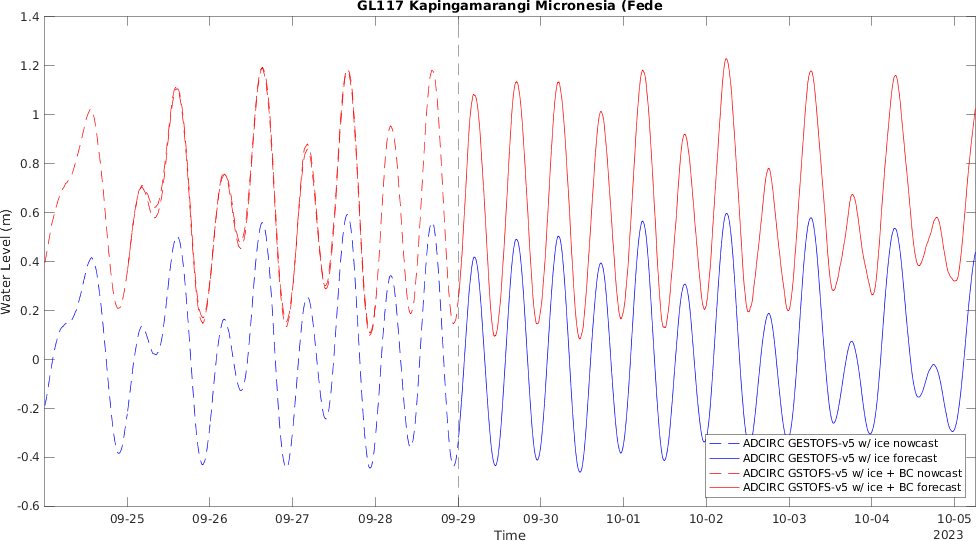 GL117 Kapingamarangi Micronesia (Fede
Water Level (m)
1.4
1.2
1
0.8
0.6
0.4
0.2
0
-0.2
-0.4
-0.6
ADCIRC GESTOFS-v5 w/ ice nowcast
ADCIRC GESTOFS-v5 w/ ice forecast
ADCIRC GSTOFS-v5 w/ ice + BC nowcast
ADCIRC GSTOFS-v5 w/ ice + BC forecast
09-25 09-26 09-27 09-28 09-29 09-30 10-01 10-02 10-03 10-04 10-05
Time
2023